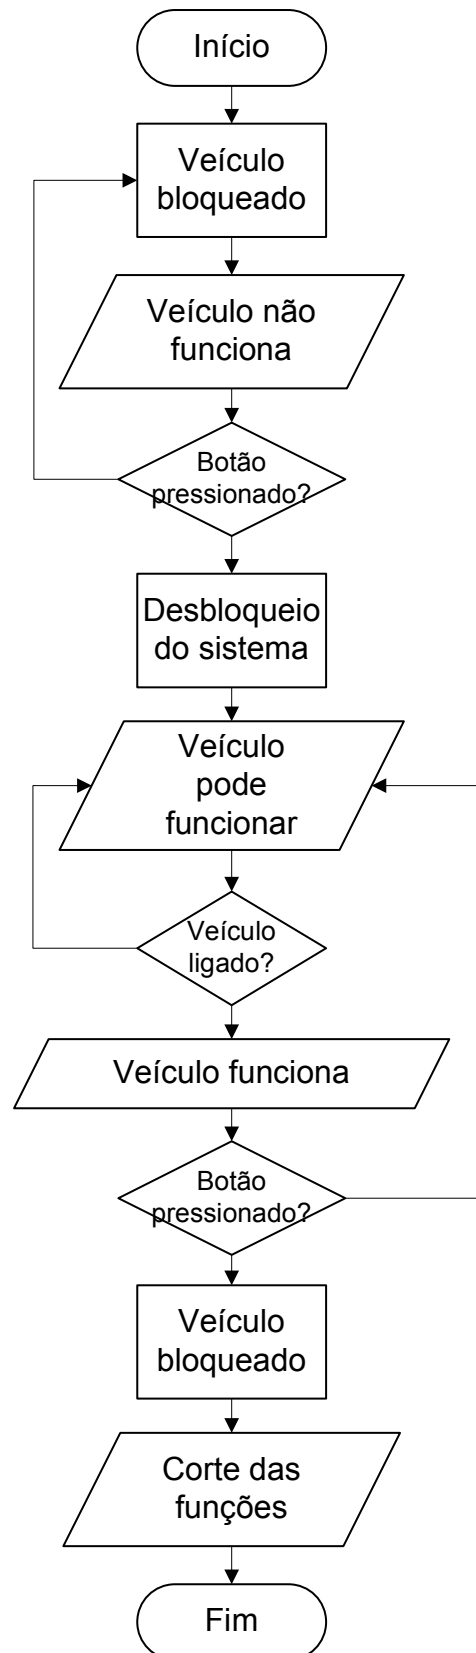 Início
Veículo
bloqueado
Veículo não
funciona
Botão
pressionado?
Desbloqueio
do sistema
Veículo
pode
funcionar
Veículo
ligado?
Veículo funciona
Botão
pressionado?
Veículo
bloqueado
Corte das
funções
Fim